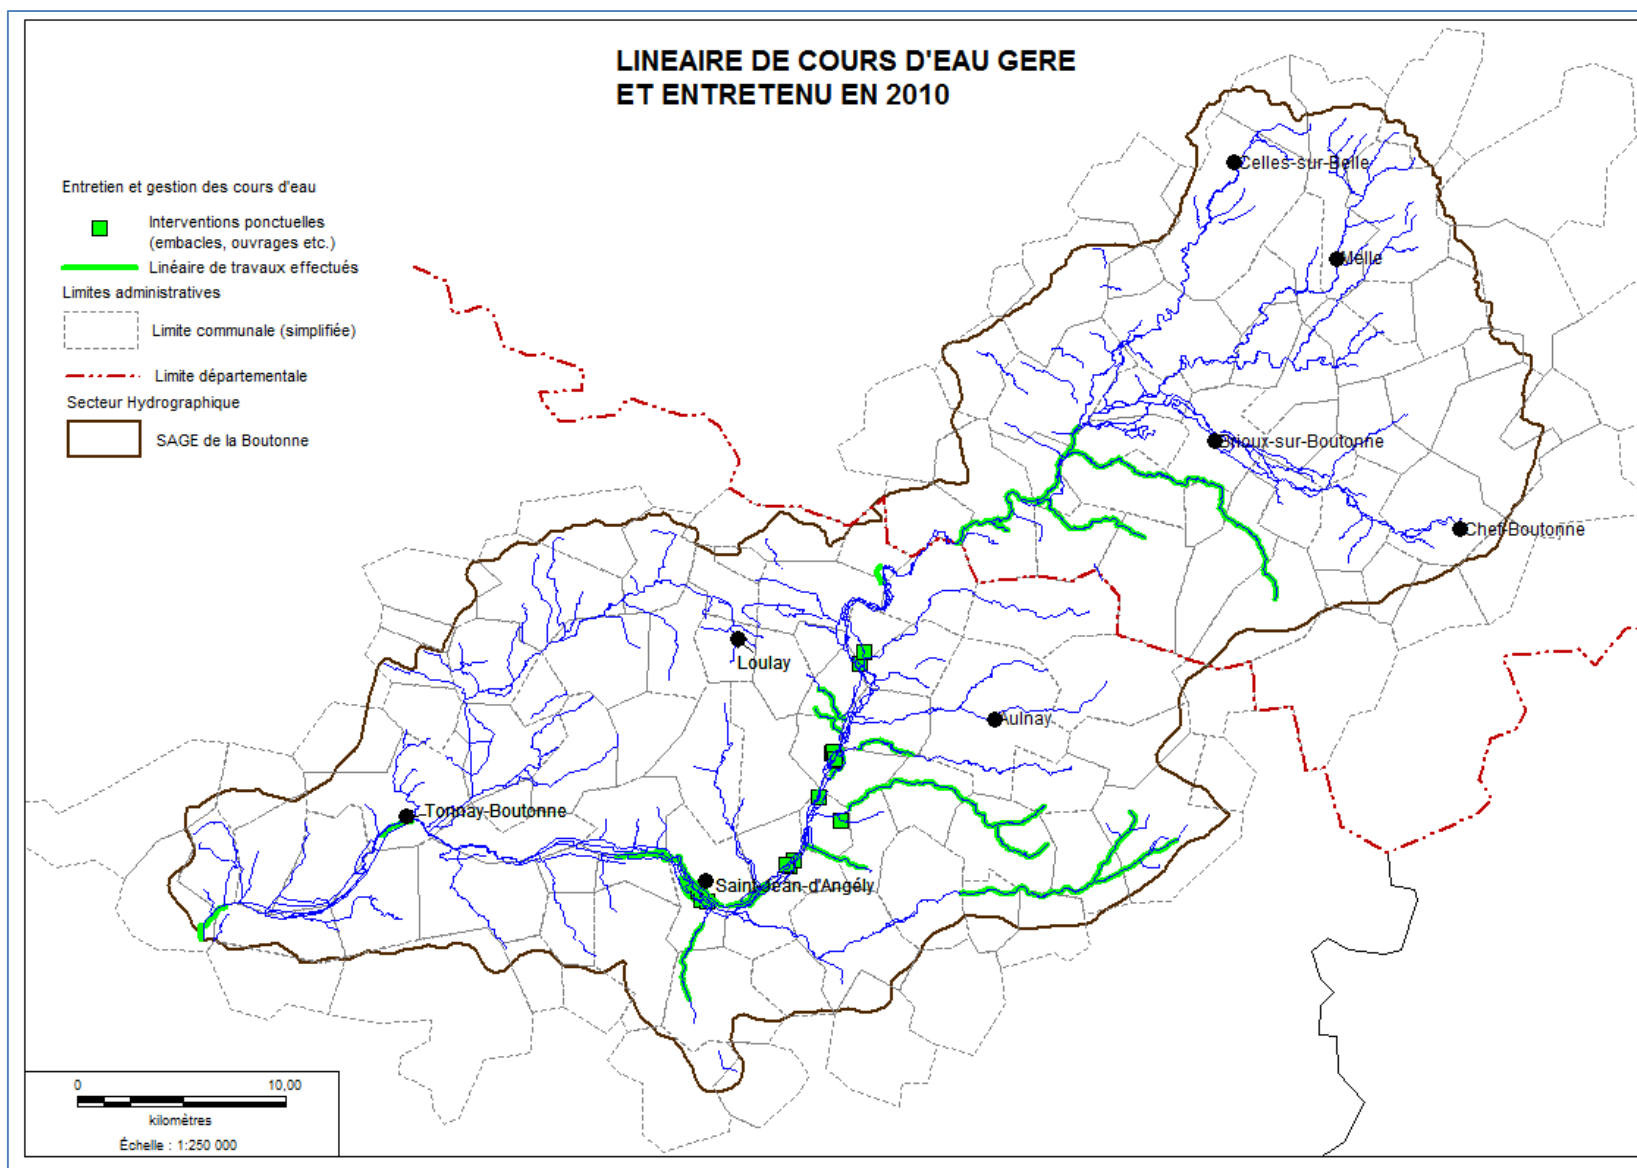 LINEAIRE DE COURS D'EAU GERE
ET ENTRETENU EN 2010
Entretien et gestion des cours d'eau
Interventions ponctuelles
(embacles, ouvrages etc.)
Linéaire de travaux effectués
Limites administratives
Limite communale (simplifiée)
Limite départementale
Secteur Hydrographique
SAGE de la Boutonne
Celles-sur-Belle
Melle
Brioux-sur-Boutonne
Chef-Boutonne
Loulay
Aulnay
Tonnay-Boutonne
Saint-Jean-d'Angély
0 10,00
kilomètres
Échelle : 1:250 000